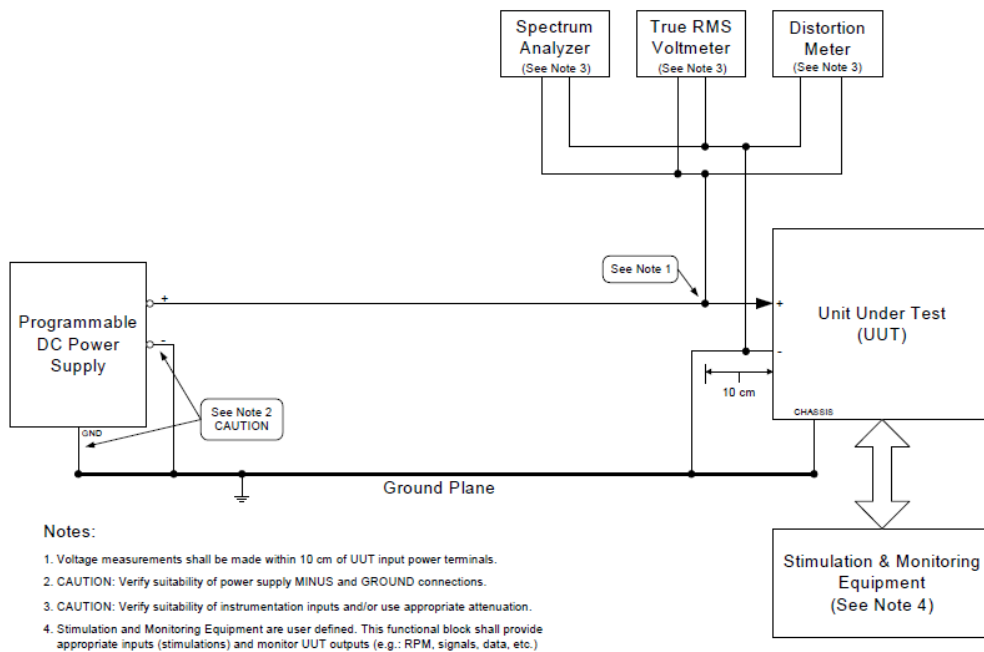 Spectrum
Analyzer
(See Note 3)
True RMS
Voltmeter
(See Note 3)
Distortion
Meter
(See Note 3)
See Note 1
Programmable
DC Power
Supply
+
-
GND
See Note 2
CAUTION
+
-
Unit Under Test
(UUT)
10 cm
CHASSIS
Ground Plane
Stimulation & Monitoring
Equipment
(See Note 4)
Notes:
1. Voltage measurements shall be made within 10 cm of UUT input power terminals.
2. CAUTION: Verify suitability of power supply MINUS and GROUND connections.
3. CAUTION: Verify suitability of instrumentation inputs and/or use appropriate attenuation.
4. Stimulation and Monitoring Equipment are user defined. This functional block shall provide
appropriate inputs (stimulations) and monitor UUT outputs (e.g.: RPM, signals, data, etc.)